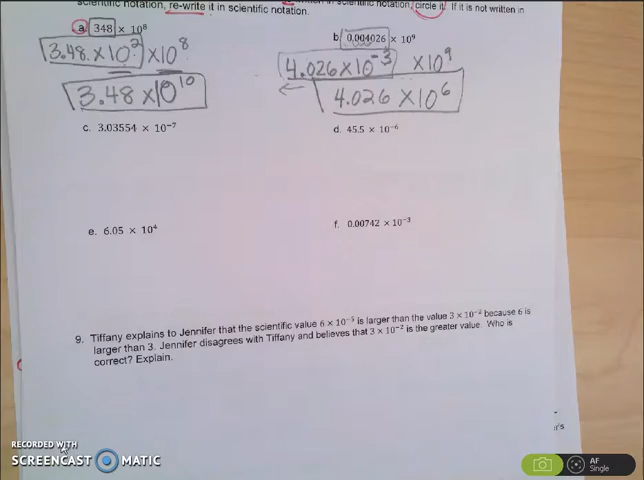 scientific notation, re-write it in scientific notation.
scientific notation, circle it. If it is not written in
a. 348 × 10⁸
3.48 × 10² × 10⁸
3.48 × 10¹⁰
b. 0.004026 × 10⁹
4.026 × 10⁻³ × 10⁹
4.026 × 10⁶
c. 3.03554 × 10⁻⁷
d. 45.5 × 10⁻⁶
e. 6.05 × 10⁴
f. 0.00742 × 10⁻³
9. Tiffany explains to Jennifer that the scientific value 6 × 10⁻⁵ is larger than the value 3 × 10⁻² because 6 is
larger than 3. Jennifer disagrees with Tiffany and believes that 3 × 10⁻² is the greater value. Who is
correct? Explain.
RECORDED WITH
SCREENCAST MATIC
AF
Single